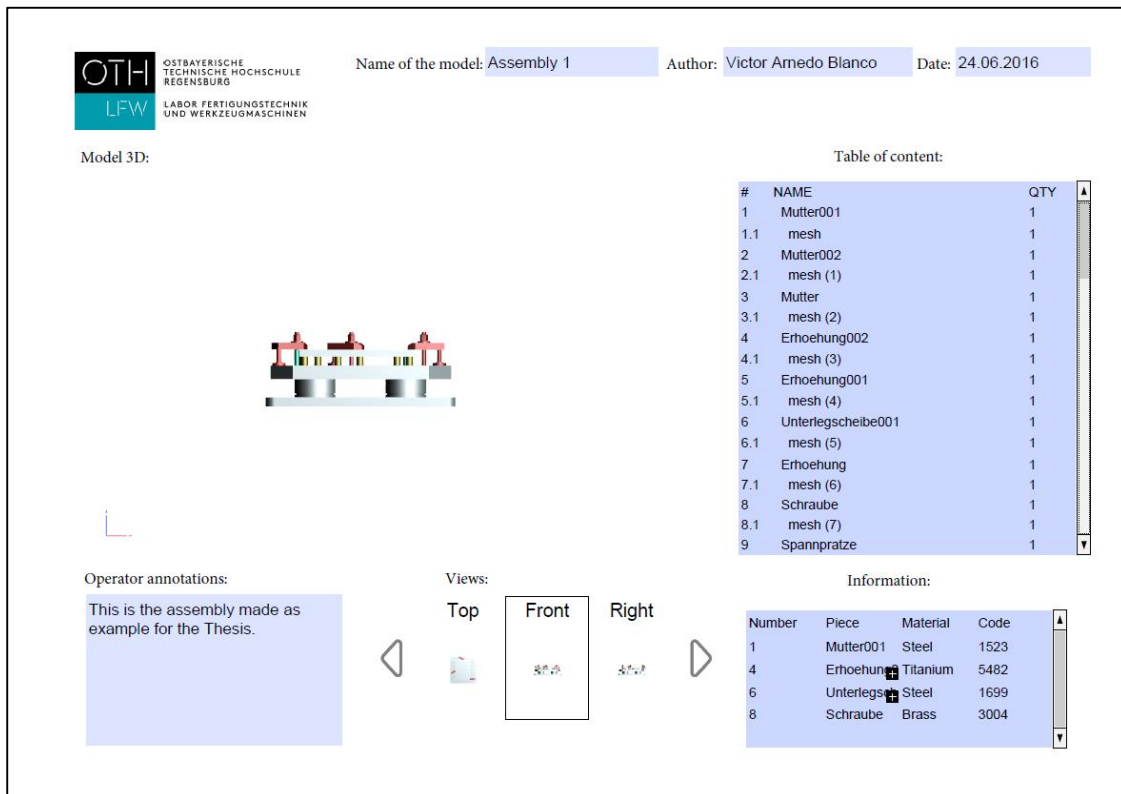 OTH
LFW
OSTBAYERISCHE
TECHNISCHE HOCHSCHULE
REGENSBURG
LABOR FERTIGUNGSTECHNIK
UND WERKZEUGMASCHINEN
Name of the model: Assembly 1 Author: Victor Arnedo Blanco Date: 24.06.2016
Model 3D:
Table of content:
# NAME QTY
1 Mutter001 1
1.1 mesh 1
2 Mutter002 1
2.1 mesh (1) 1
3 Mutter 1
3.1 mesh (2) 1
4 Erhoehung002 1
4.1 mesh (3) 1
5 Erhoehung001 1
5.1 mesh (4) 1
6 Unterlegscheibe001 1
6.1 mesh (5) 1
7 Erhoehung 1
7.1 mesh (6) 1
8 Schraube 1
8.1 mesh (7) 1
9 Spannpratze 1
Operator annotations:
This is the assembly made as
example for the Thesis.
Views:
Top Front Right
Information:
Number Piece Material Code
1 Mutter001 Steel 1523
4 Erhoehung Titanium 5482
6 Unterlegsc Steel 1699
8 Schraube Brass 3004